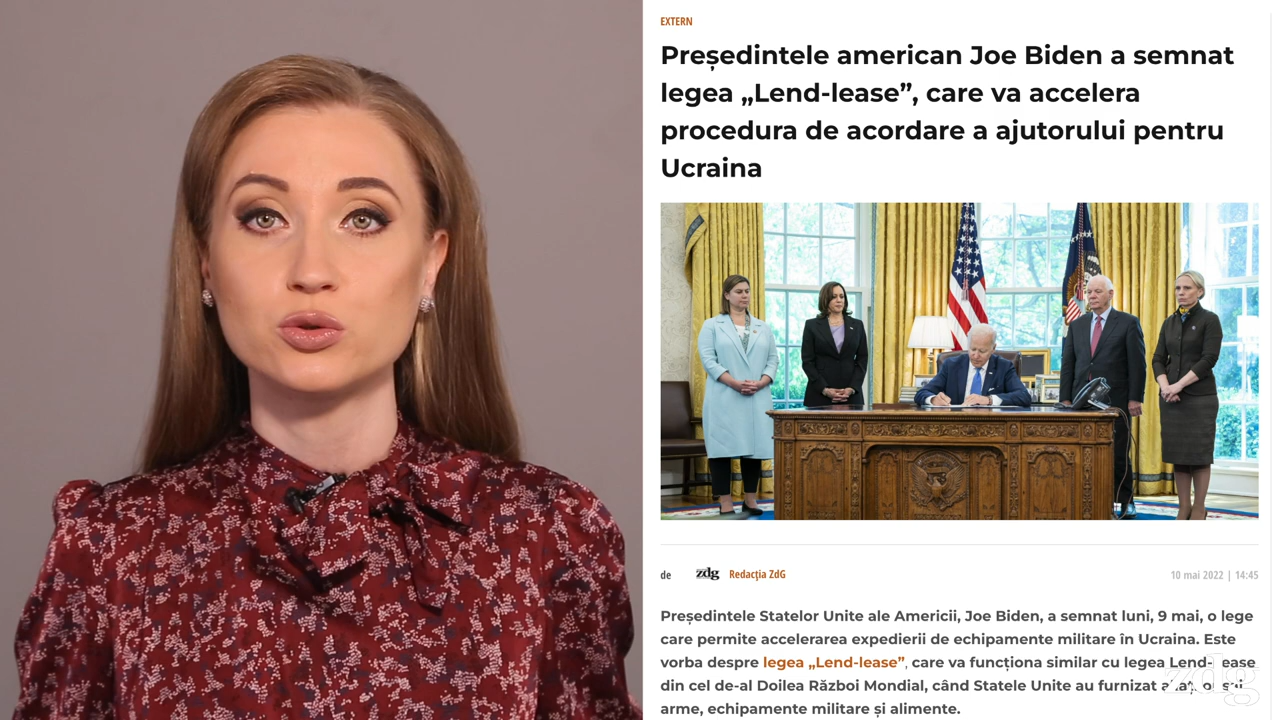 EXTERN
Președintele american Joe Biden a semnat
legea „Lend-lease”, care va accelera
procedura de acordare a ajutorului pentru
Ucraina
de zdg Redacția ZdG 10 mai 2022 | 14:45
Președintele Statelor Unite ale Americii, Joe Biden, a semnat luni, 9 mai, o lege
care permite accelerarea expedierii de echipamente militare în Ucraina. Este
vorba despre legea „Lend-lease”, care va funcționa similar cu legea Lend-lease
din cel de-al Doilea Război Mondial, când Statele Unite au furnizat
arme, echipamente militare și alimente.
zdg